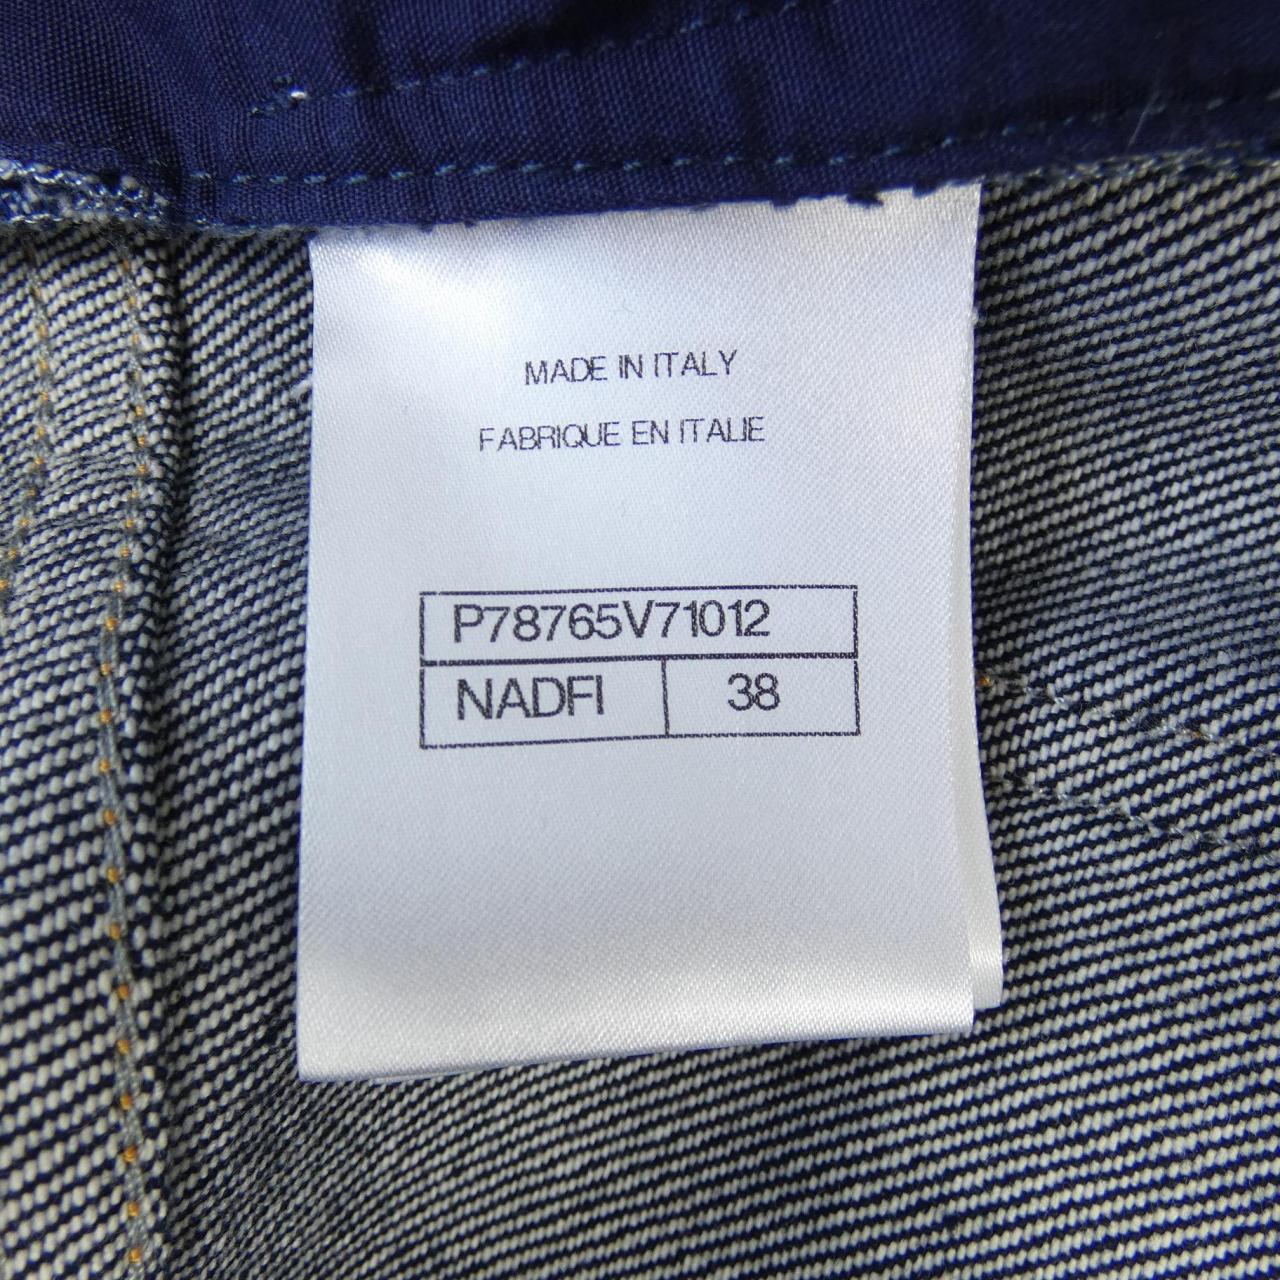 MADE IN ITALY
FABRIQUE EN ITALIE
P78765V71012
NADFI 38